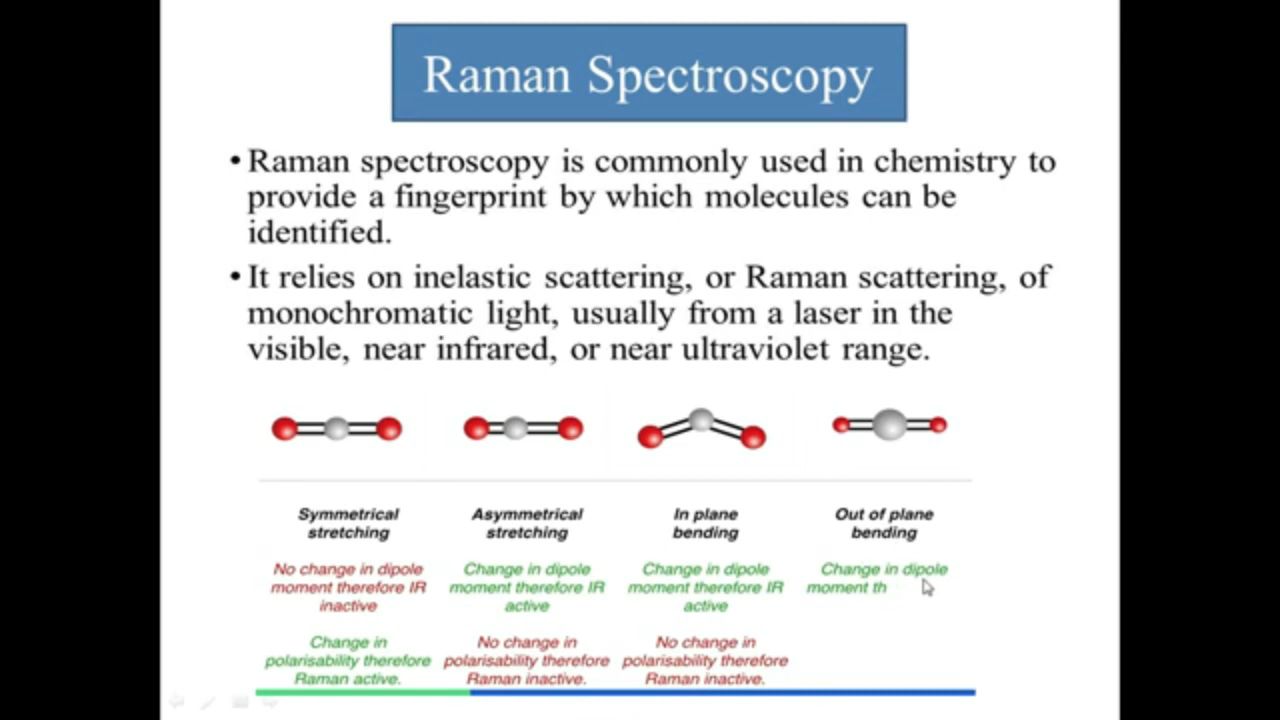 Raman Spectroscopy
• Raman spectroscopy is commonly used in chemistry to
provide a fingerprint by which molecules can be
identified.
• It relies on inelastic scattering, or Raman scattering, of
monochromatic light, usually from a laser in the
visible, near infrared, or near ultraviolet range.
Symmetrical
stretching
No change in dipole
moment therefore IR
inactive
Change in
polarisability therefore
Raman active.
Asymmetrical
stretching
Change in dipole
moment therefore IR
active
No change in
polarisability therefore
Raman inactive.
In plane
bending
Change in dipole
moment therefore IR
active
No change in
polarisability therefore
Raman inactive.
Out of plane
bending
Change in dipole
moment th